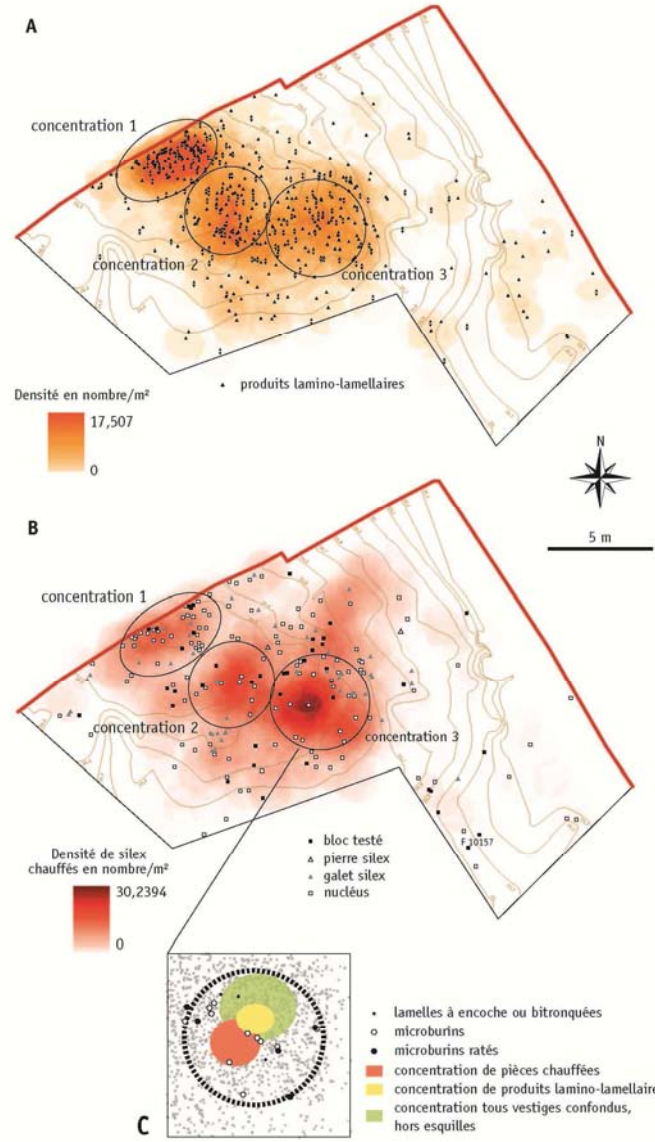 A
concentration 1
concentration 2
concentration 3
produits lamino-lamellaires
Densité en nombre/m²
17,507
0
N
5 m
B
concentration 1
concentration 2
concentration 3
F 10157
bloc testé
pierre silex
galet silex
nucléus
Densité de silex
chauffés en nombre/m²
30,2394
0
lamelles à encoche ou bitronquées
microburins
microburins ratés
concentration de pièces chauffées
concentration de produits lamino-lamellaire
concentration tous vestiges confondus,
hors esquilles
C